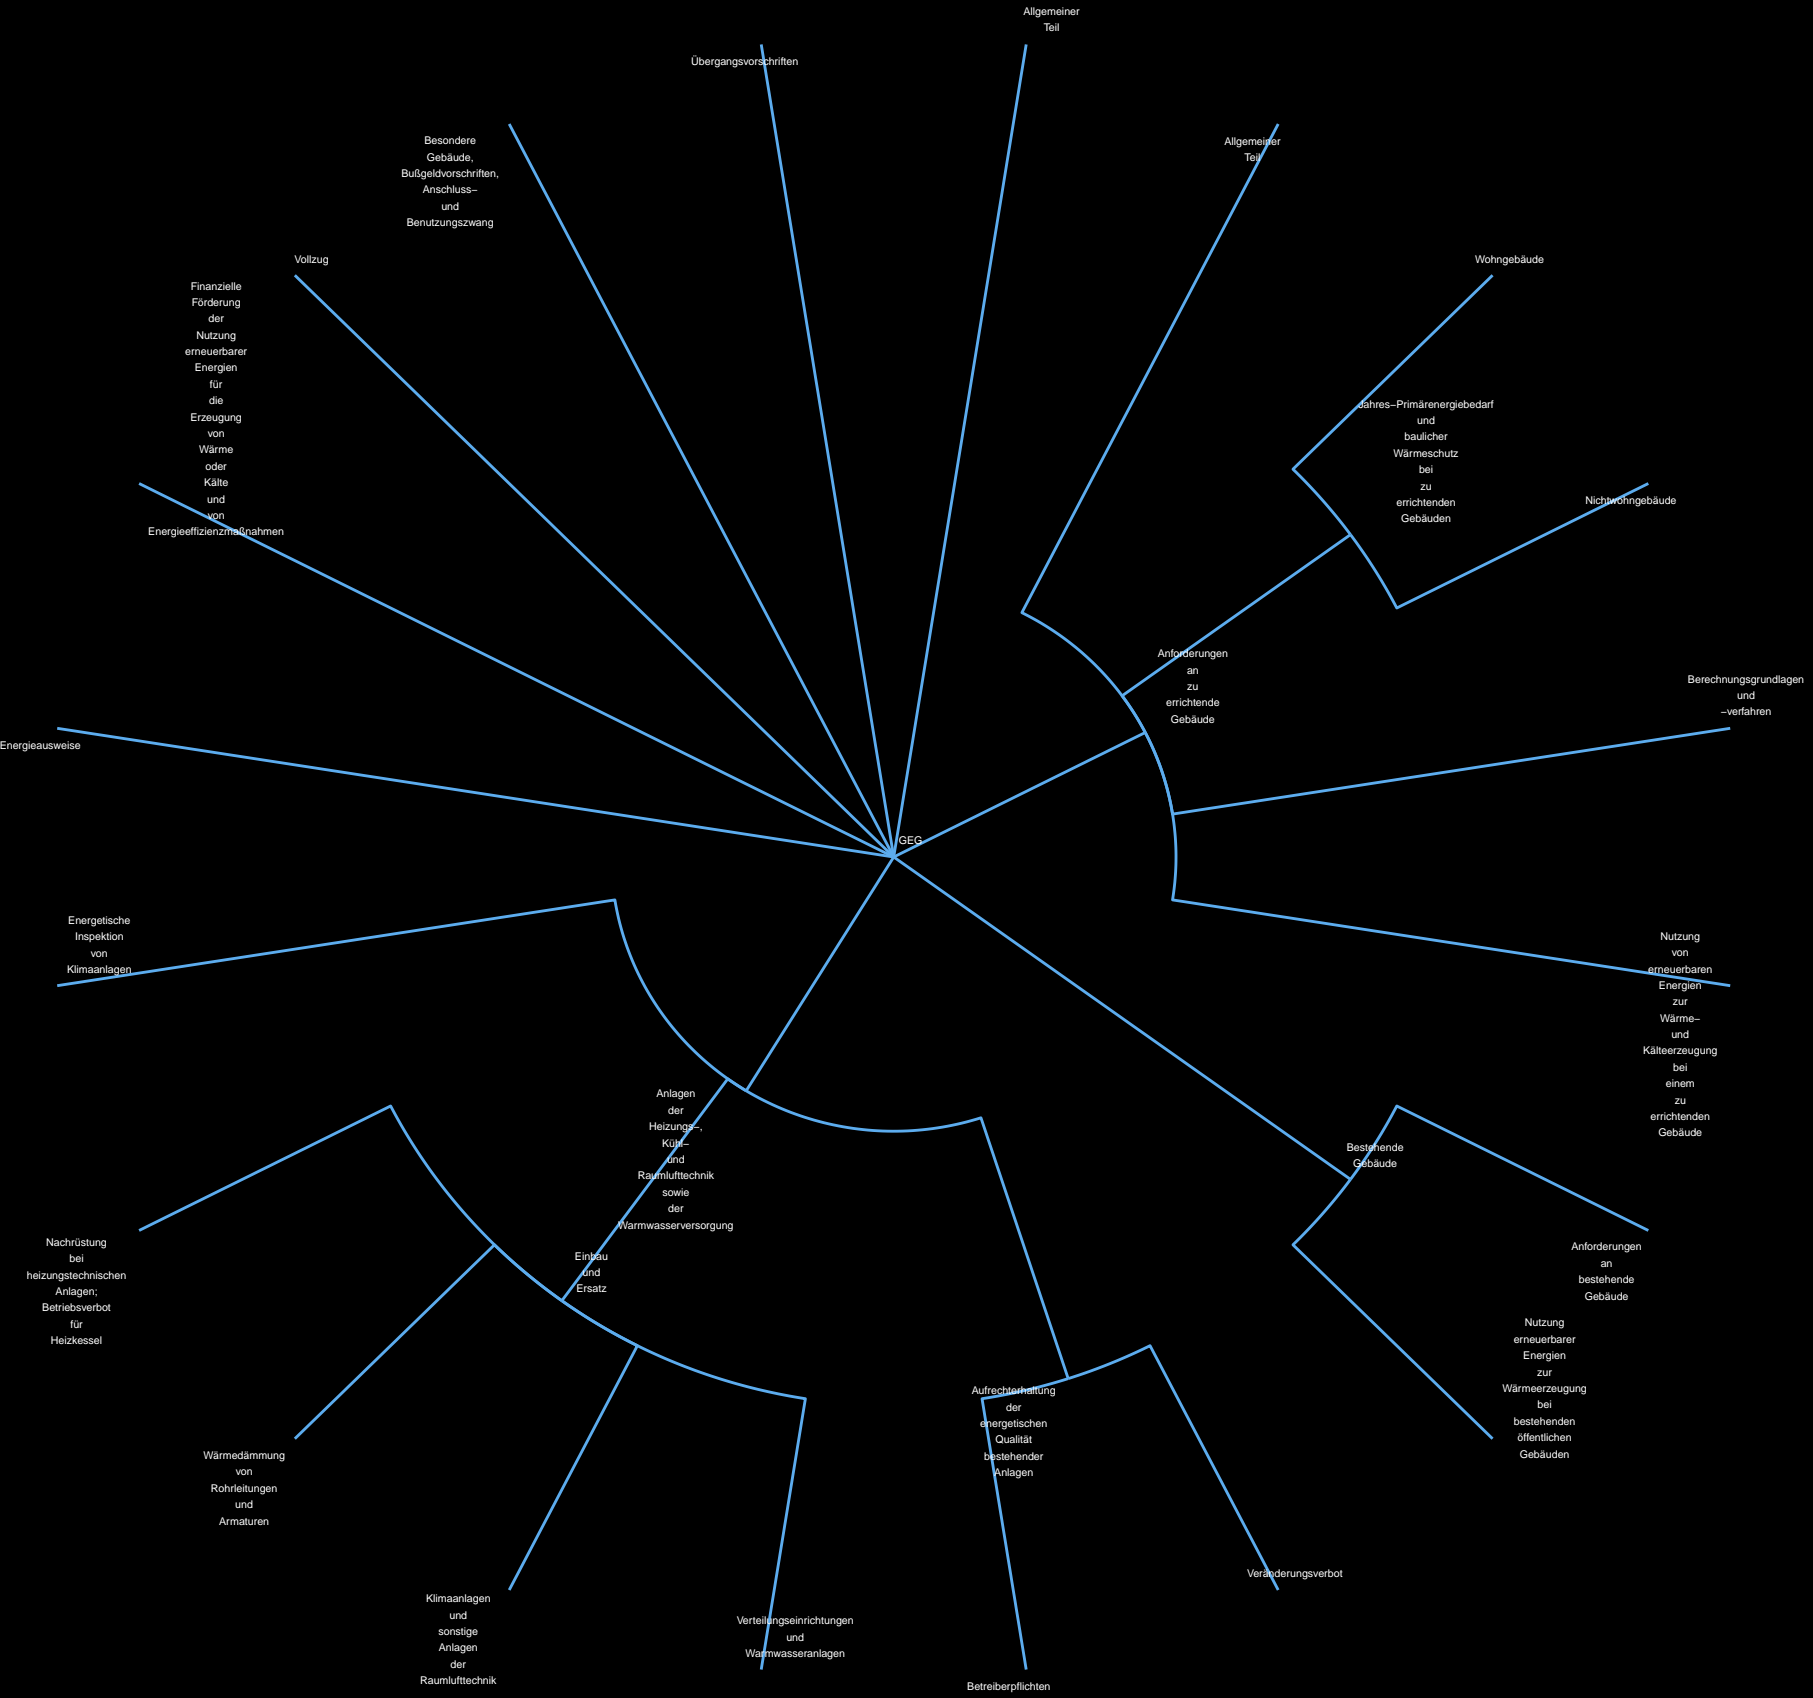 Allgemeiner
Teil
Übergangsvorschriften
Besondere
Gebäude,
Bußgeldvorschriften,
Anschluss–
und
Benutzungszwang
Allgemeiner
Teil
Vollzug
Wohngebäude
Finanzielle
Förderung
der
Nutzung
erneuerbarer
Energien
für
die
Erzeugung
von
Wärme
oder
Kälte
und
von
Energieeffizienzmaßnahmen
Jahres–Primärenergiebedarf
und
baulicher
Wärmeschutz
bei
zu
errichtenden
Gebäuden
Nichtwohngebäude
Anforderungen
an
zu
errichtende
Gebäude
Berechnungsgrundlagen
und
–verfahren
Energieausweise
GEG
Energetische
Inspektion
von
Klimaanlagen
Nutzung
von
erneuerbaren
Energien
zur
Wärme–
und
Kälteerzeugung
bei
einem
zu
errichtenden
Gebäude
Anlagen
der
Heizungs–,
Kühl–
und
Raumlufttechnik
sowie
der
Warmwasserversorgung
Bestehende
Gebäude
Nachrüstung
bei
heizungstechnischen
Anlagen;
Betriebsverbot
für
Heizkessel
Einbau
und
Ersatz
Anforderungen
an
bestehende
Gebäude
Nutzung
erneuerbarer
Energien
zur
Wärmeerzeugung
bei
bestehenden
öffentlichen
Gebäuden
Aufrechterhaltung
der
energetischen
Qualität
bestehender
Anlagen
Wärmedämmung
von
Rohrleitungen
und
Armaturen
Veränderungsverbot
Klimaanlagen
und
sonstige
Anlagen
der
Raumlufttechnik
Verteilungseinrichtungen
und
Warmwasseranlagen
Betreiberpflichten